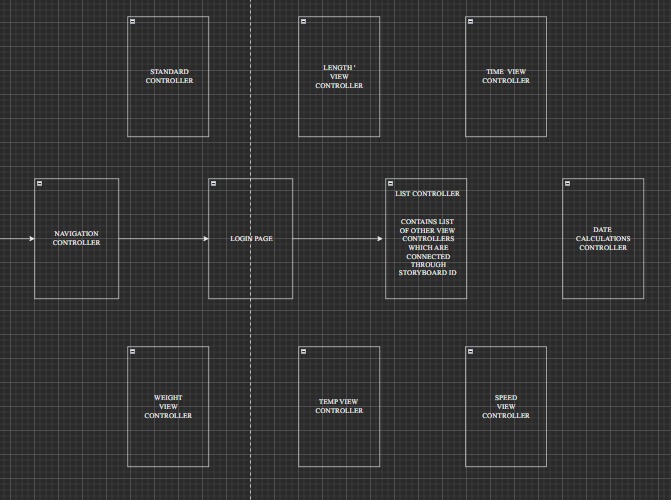 STANDARD
CONTROLLER
LENGTH '
VIEW
CONTROLLER
TIME VIEW
CONTROLLER
NAVIGATION
CONTROLLER
LOGIN PAGE
LIST CONTROLLER
CONTAINS LIST
OF OTHER VIEW
CONTROLLERS
WHICH ARE
CONNECTED
THROUGH
STORYBOARD ID
DATE
CALCULATIONS
CONTROLLER
WEIGHT
VIEW
CONTROLLER
TEMP VIEW
CONTROLLER
SPEED
VIEW
CONTROLLER